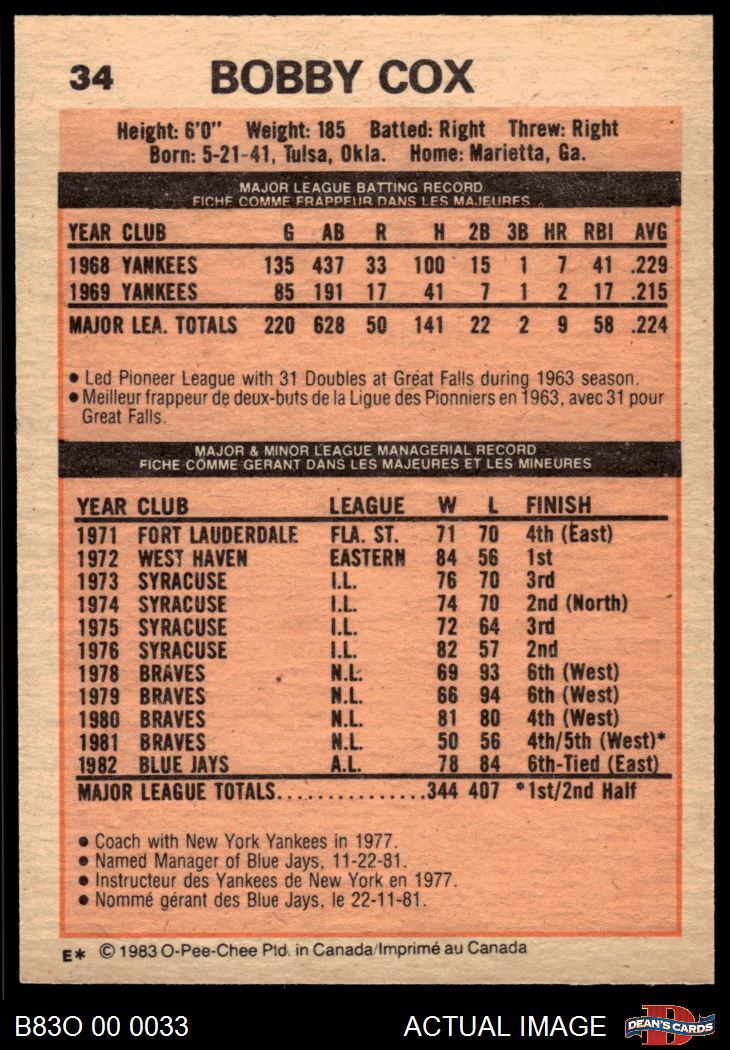 34 BOBBY COX
Height: 6'0" Weight: 185 Batted: Right Threw: Right
Born: 5-21-41, Tulsa, Okla. Home: Marietta, Ga.
MAJOR LEAGUE BATTING RECORD
FICHE COMME FRAPPEUR DANS LES MAJEURES
YEAR CLUB G AB R H 2B 3B HR RBI AVG
1968 YANKEES 135 437 33 100 15 1 7 41 .229
1969 YANKEES 85 191 17 41 7 1 2 17 .215
MAJOR LEA. TOTALS 220 628 50 141 22 2 9 58 .224
• Led Pioneer League with 31 Doubles at Great Falls during 1963 season.
• Meilleur frappeur de deux-buts de la Ligue des Pionniers en 1963, avec 31 pour
Great Falls.
MAJOR & MINOR LEAGUE MANAGERIAL RECORD
FICHE COMME GERANT DANS LES MAJEURES ET LES MINEURES
YEAR CLUB LEAGUE W L FINISH
1971 FORT LAUDERDALE FLA. ST. 71 70 4th (East)
1972 WEST HAVEN EASTERN 84 56 1st
1973 SYRACUSE I.L. 76 70 3rd
1974 SYRACUSE I.L. 74 70 2nd (North)
1975 SYRACUSE I.L. 72 64 3rd
1976 SYRACUSE I.L. 82 57 2nd
1978 BRAVES N.L. 69 93 6th (West)
1979 BRAVES N.L. 66 94 6th (West)
1980 BRAVES N.L. 81 80 4th (West)
1981 BRAVES N.L. 50 56 4th/5th (West)*
1982 BLUE JAYS A.L. 78 84 6th-Tied (East)
MAJOR LEAGUE TOTALS..............344 407 *1st/2nd Half
• Coach with New York Yankees in 1977.
• Named Manager of Blue Jays, 11-22-81.
• Instructeur des Yankees de New York en 1977.
• Nommé gérant des Blue Jays, le 22-11-81.
E* © 1983 O-Pee-Chee Ptd. in Canada/Imprimé au Canada
B83O 00 0033 ACTUAL IMAGE D DEAN'S CARDS